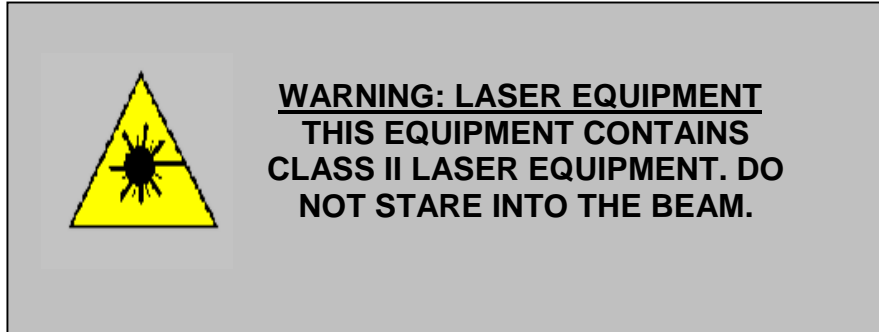 WARNING: LASER EQUIPMENT
THIS EQUIPMENT CONTAINS
CLASS II LASER EQUIPMENT. DO
NOT STARE INTO THE BEAM.